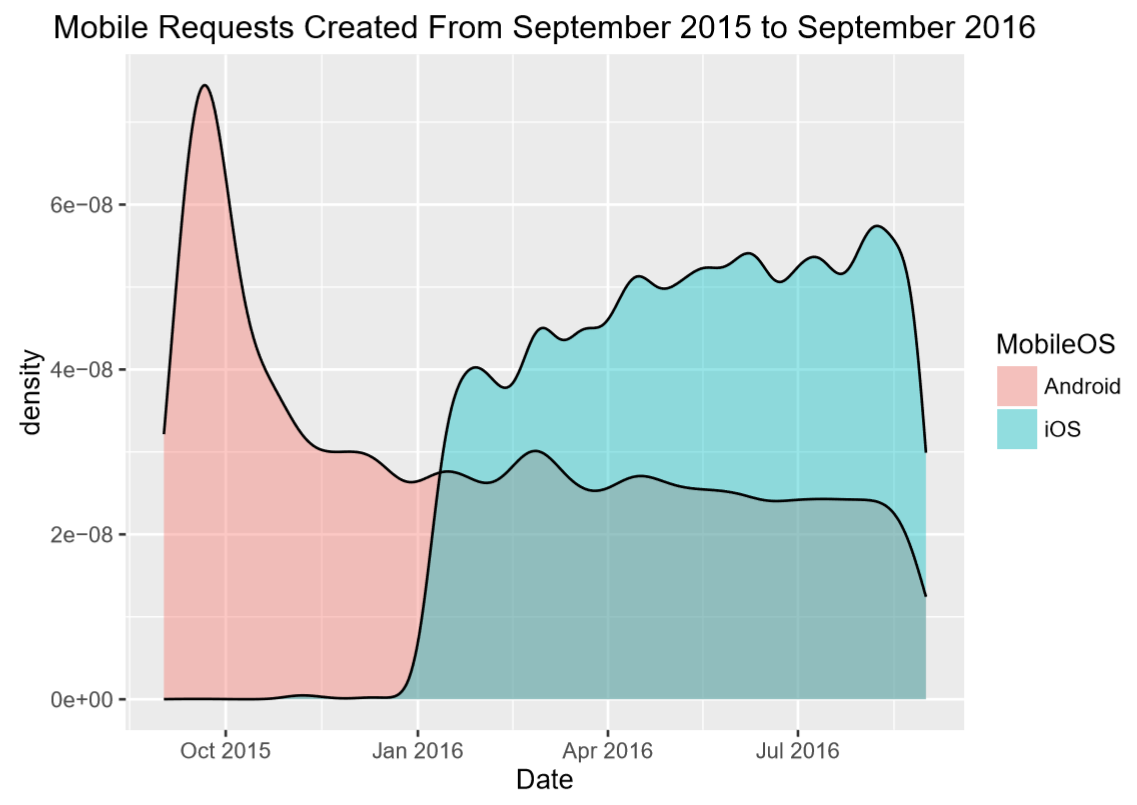 Mobile Requests Created From September 2015 to September 2016
density
6e−08
4e−08
2e−08
0e+00
Oct 2015 Jan 2016 Apr 2016 Jul 2016
Date
MobileOS
Android
iOS